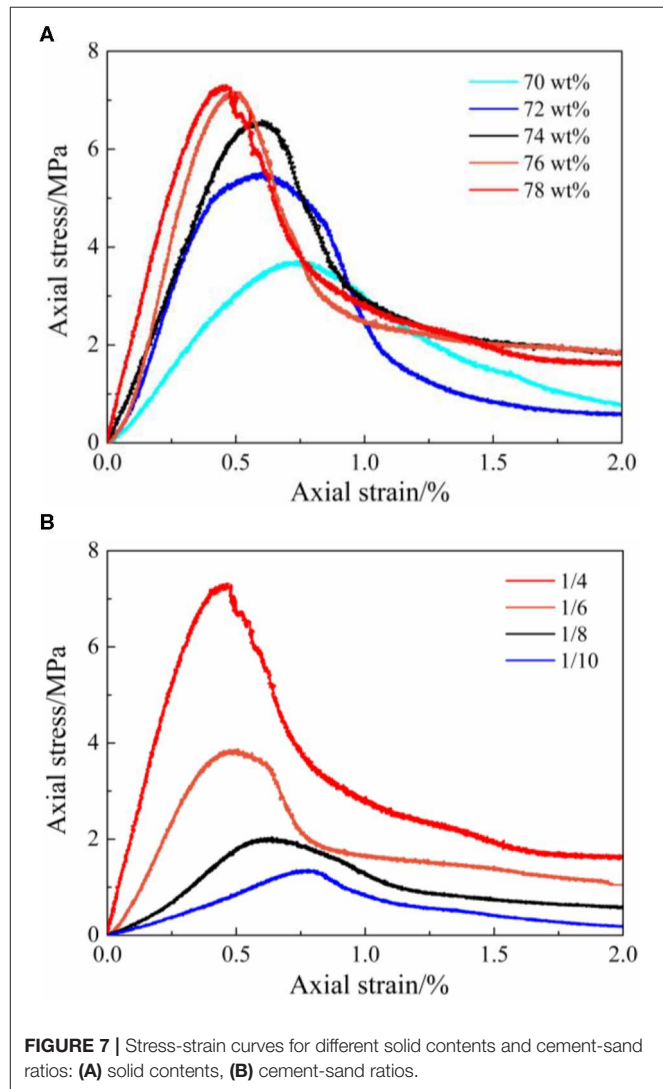 A
8
6
4
2
0
Axial stress/MPa
70 wt%
72 wt%
74 wt%
76 wt%
78 wt%
0.0 0.5 1.0 1.5 2.0
Axial strain/%
B
8
6
4
2
0
Axial stress/MPa
1/4
1/6
1/8
1/10
0.0 0.5 1.0 1.5 2.0
Axial strain/%
FIGURE 7 | Stress-strain curves for different solid contents and cement-sand
ratios: (A) solid contents, (B) cement-sand ratios.